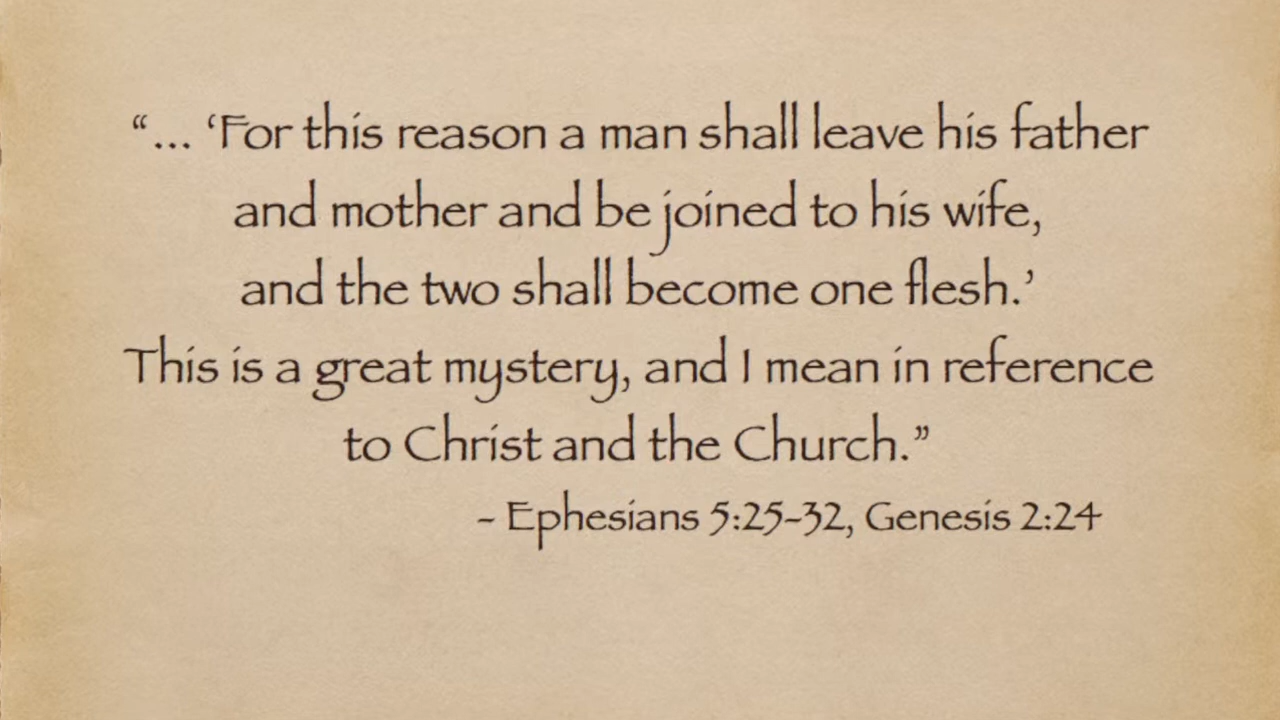 “... ‘For this reason a man shall leave his father
and mother and be joined to his wife,
and the two shall become one flesh.’
This is a great mystery, and I mean in reference
to Christ and the Church.”
- Ephesians 5:25-32, Genesis 2:24